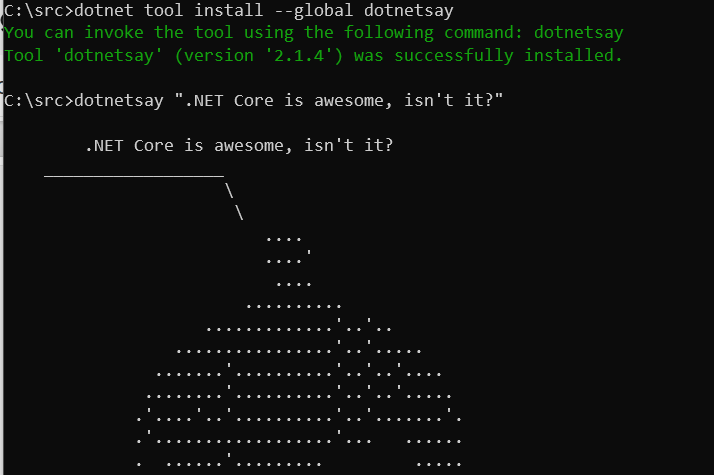 C:\src>dotnet tool install --global dotnetsay
You can invoke the tool using the following command: dotnetsay
Tool 'dotnetsay' (version '2.1.4') was successfully installed.
C:\src>dotnetsay ".NET Core is awesome, isn't it?"
        .NET Core is awesome, isn't it?
    __________________
                      \
                       \
                          ....
                          ....'
                           ....
                        ..........
                    .............'..'..
                 ................'..'.....
               .......'..........'..'..'....
              ........'..........'..'..'.....
             .'....'..'..........'..'.......'.
             .'..................'...   ......
             .  ......'.........         .....